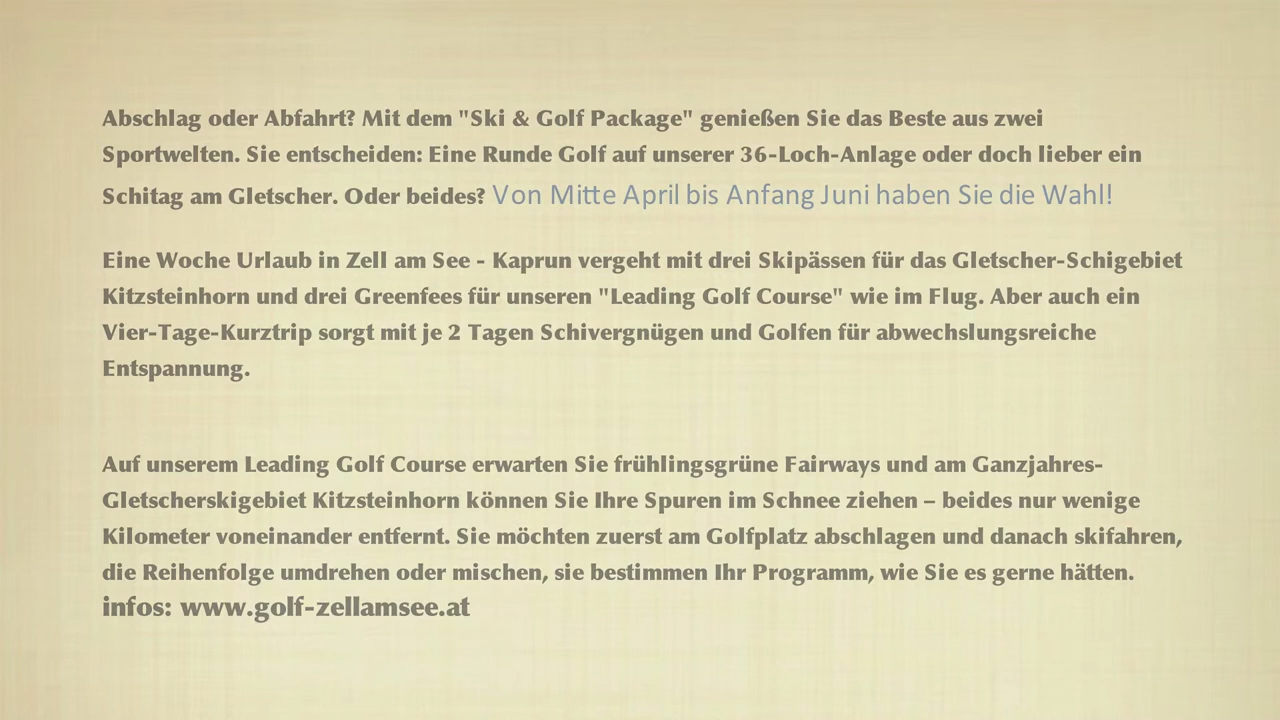 Abschlag oder Abfahrt? Mit dem "Ski & Golf Package" genießen Sie das Beste aus zwei
Sportwelten. Sie entscheiden: Eine Runde Golf auf unserer 36-Loch-Anlage oder doch lieber ein
Schitag am Gletscher. Oder beides? Von Mitte April bis Anfang Juni haben Sie die Wahl!
Eine Woche Urlaub in Zell am See - Kaprun vergeht mit drei Skipässen für das Gletscher-Schigebiet
Kitzsteinhorn und drei Greenfees für unseren "Leading Golf Course" wie im Flug. Aber auch ein
Vier-Tage-Kurztrip sorgt mit je 2 Tagen Schivergnügen und Golfen für abwechslungsreiche
Entspannung.
Auf unserem Leading Golf Course erwarten Sie frühlingsgrüne Fairways und am Ganzjahres-
Gletscherskigebiet Kitzsteinhorn können Sie Ihre Spuren im Schnee ziehen – beides nur wenige
Kilometer voneinander entfernt. Sie möchten zuerst am Golfplatz abschlagen und danach skifahren,
die Reihenfolge umdrehen oder mischen, sie bestimmen Ihr Programm, wie Sie es gerne hätten.
infos: www.golf-zellamsee.at